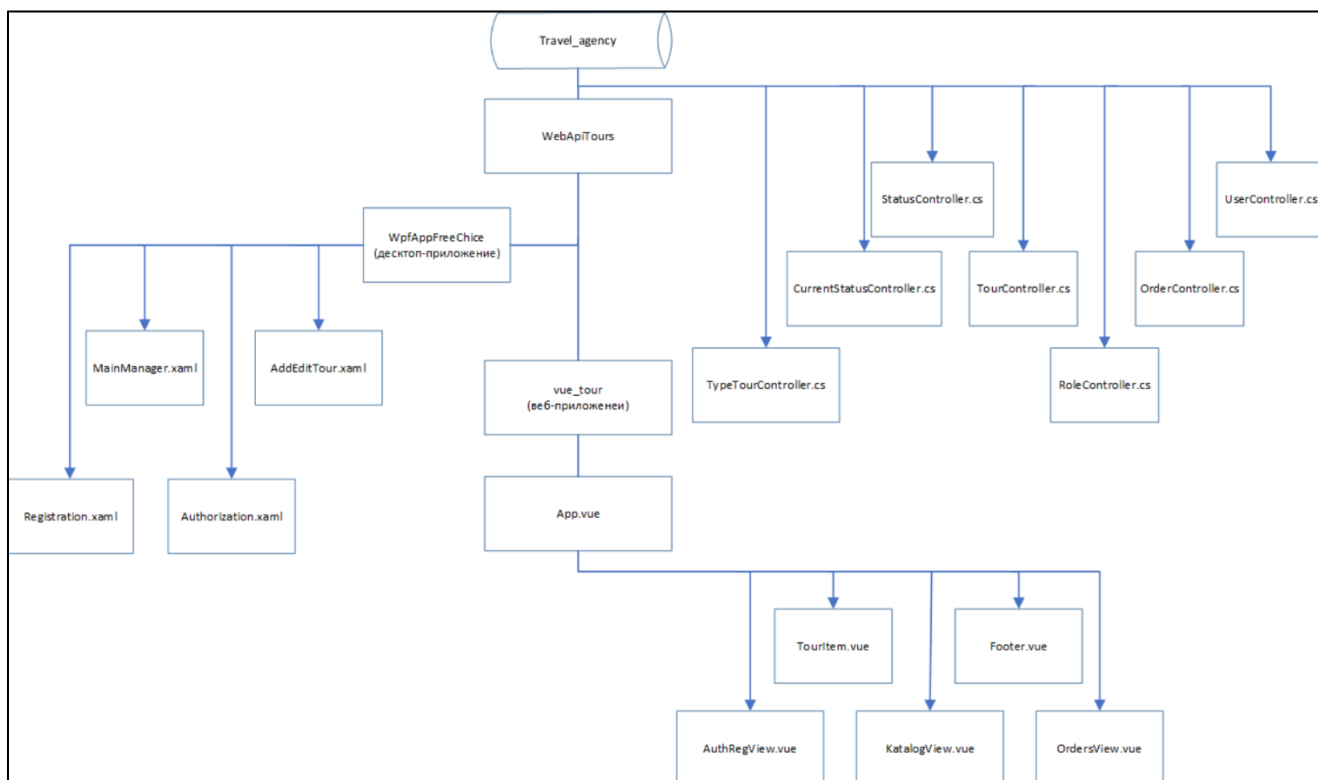 Travel_agency
WebApiTours
StatusController.cs
UserController.cs
WpfAppFreeChice
(десктоп-приложение)
CurrentStatusController.cs
TourController.cs
OrderController.cs
MainManager.xaml
AddEditTour.xaml
TypeTourController.cs
RoleController.cs
vue_tour
(веб-приложенеи)
Registration.xaml
Authorization.xaml
App.vue
TourItem.vue
Footer.vue
AuthRegView.vue
KatalogView.vue
OrdersView.vue